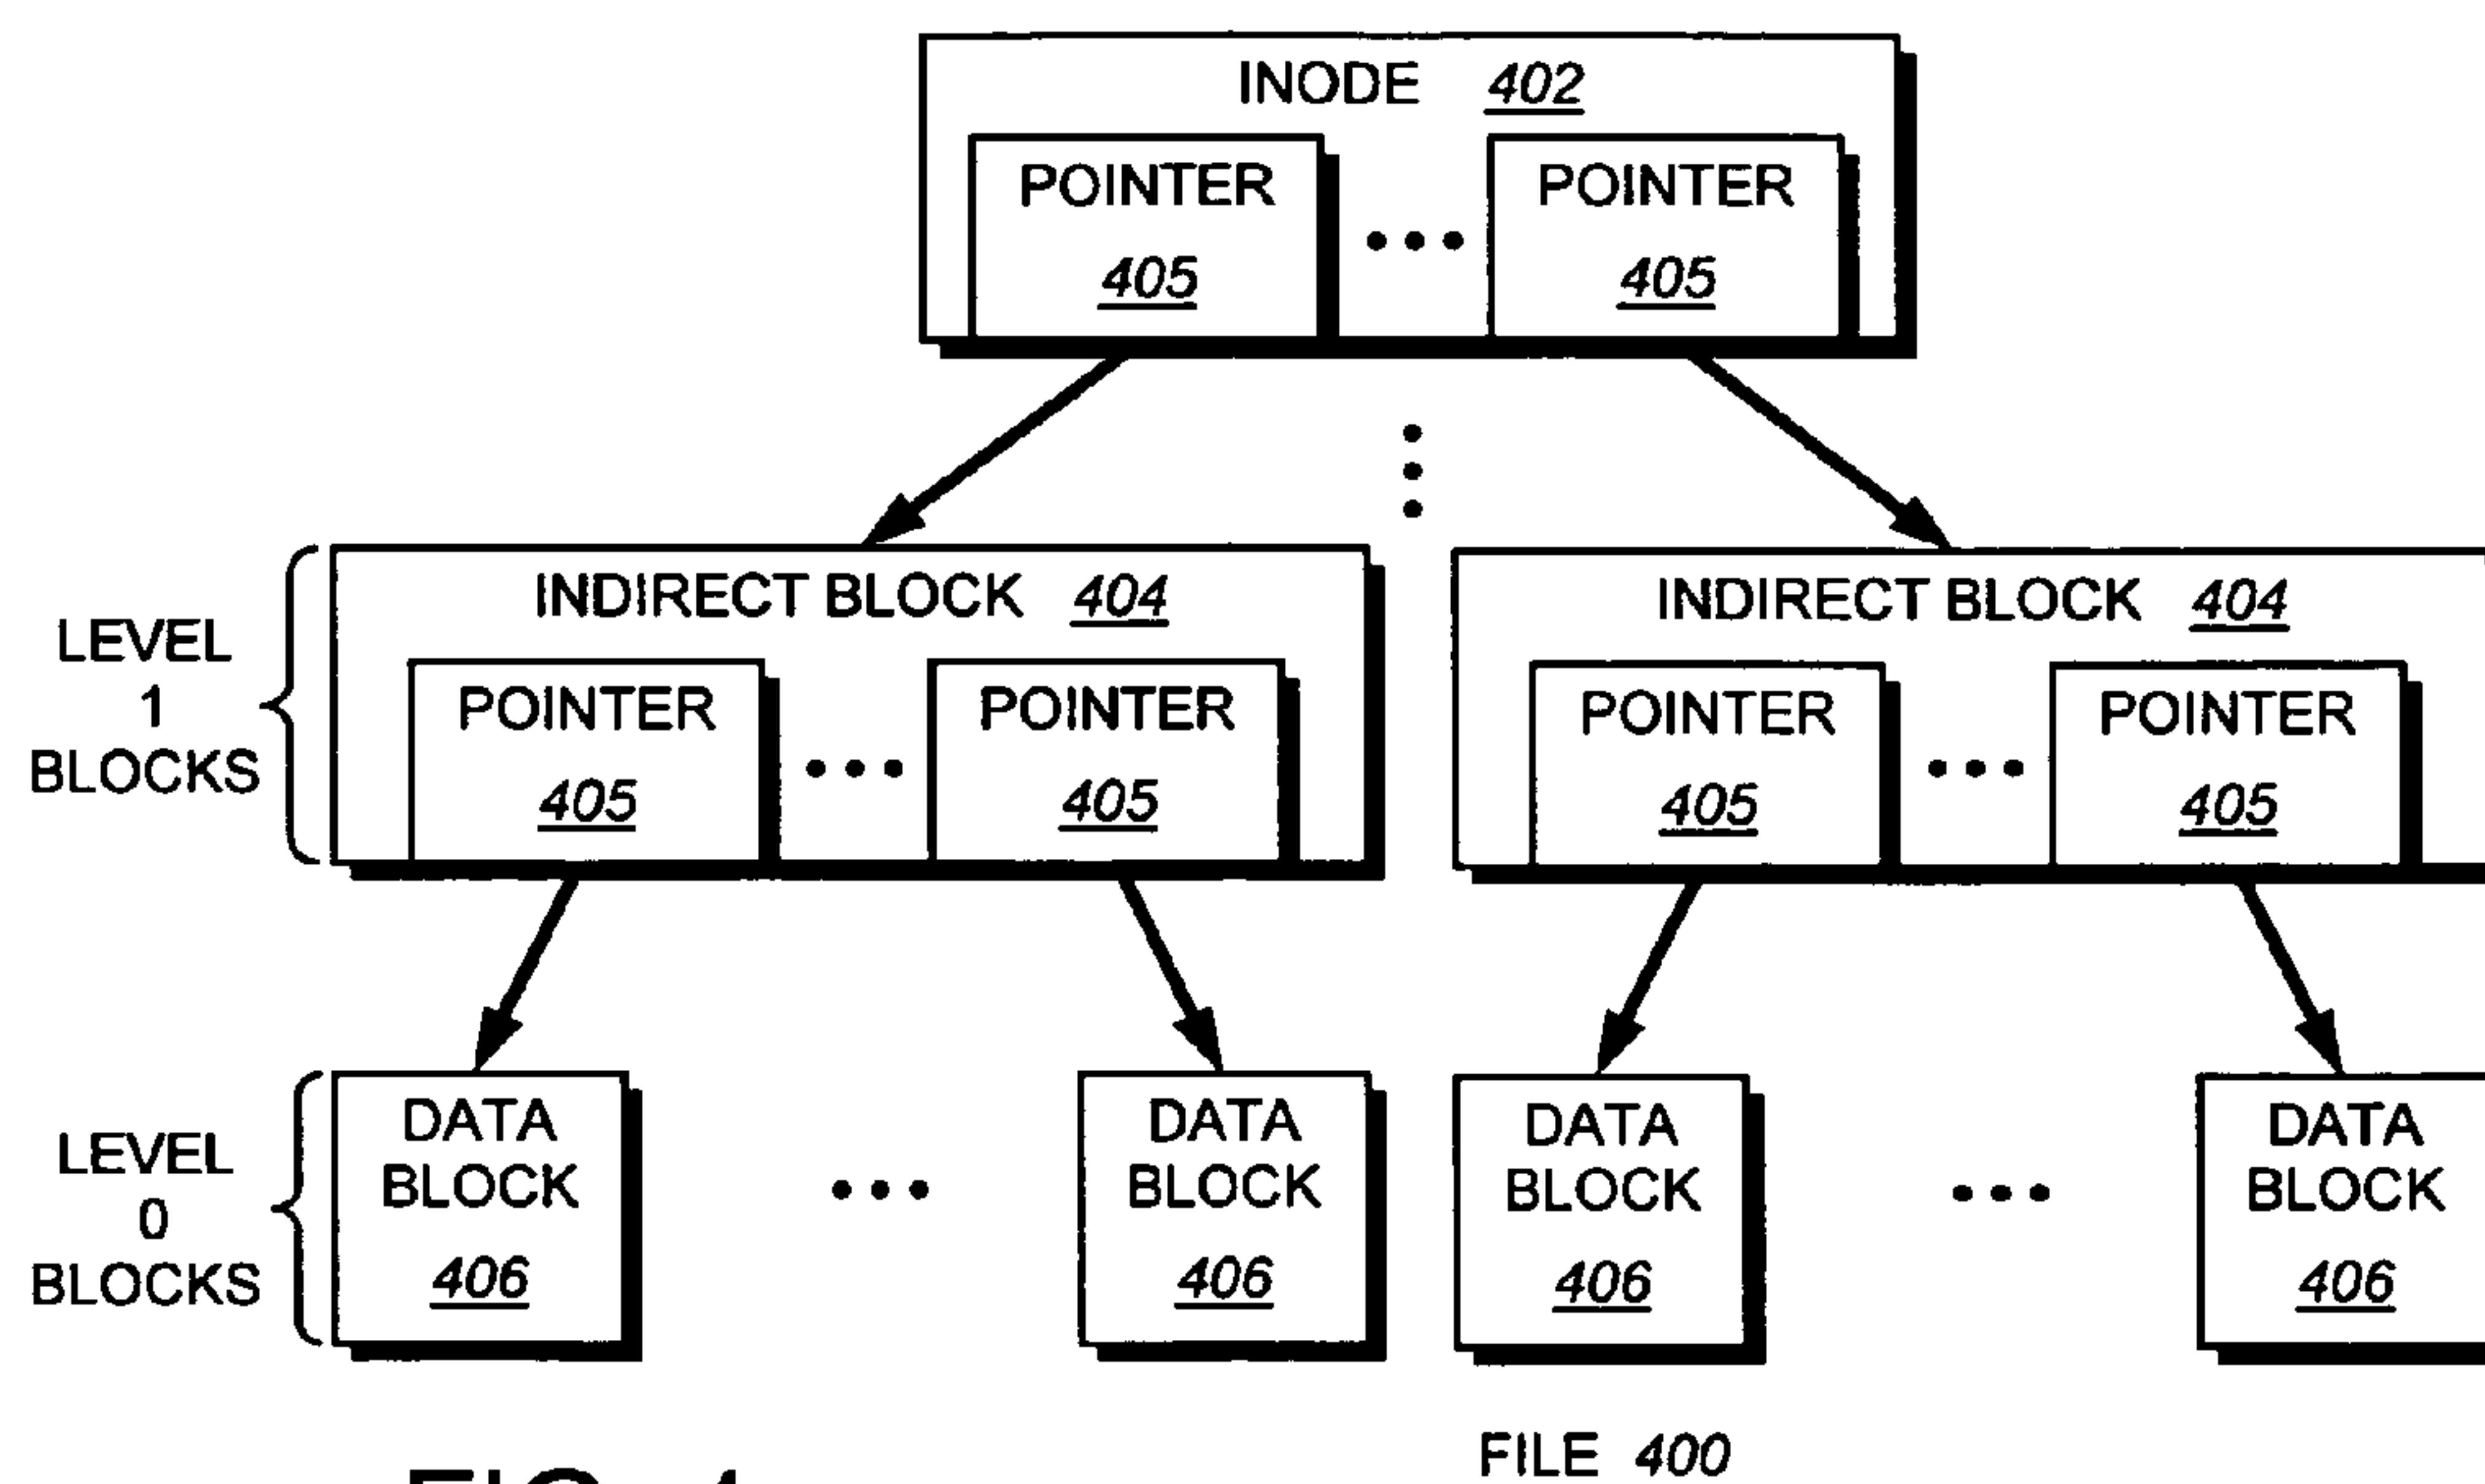 INODE 402
POINTER POINTER
405 405
INDIRECT BLOCK 404
INDIRECT BLOCK 404
LEVEL
1
BLOCKS
POINTER POINTER
405 405
POINTER POINTER
405 405
LEVEL
0
BLOCKS
DATA
BLOCK
406
DATA
BLOCK
406
DATA
BLOCK
406
DATA
BLOCK
406
FILE 400